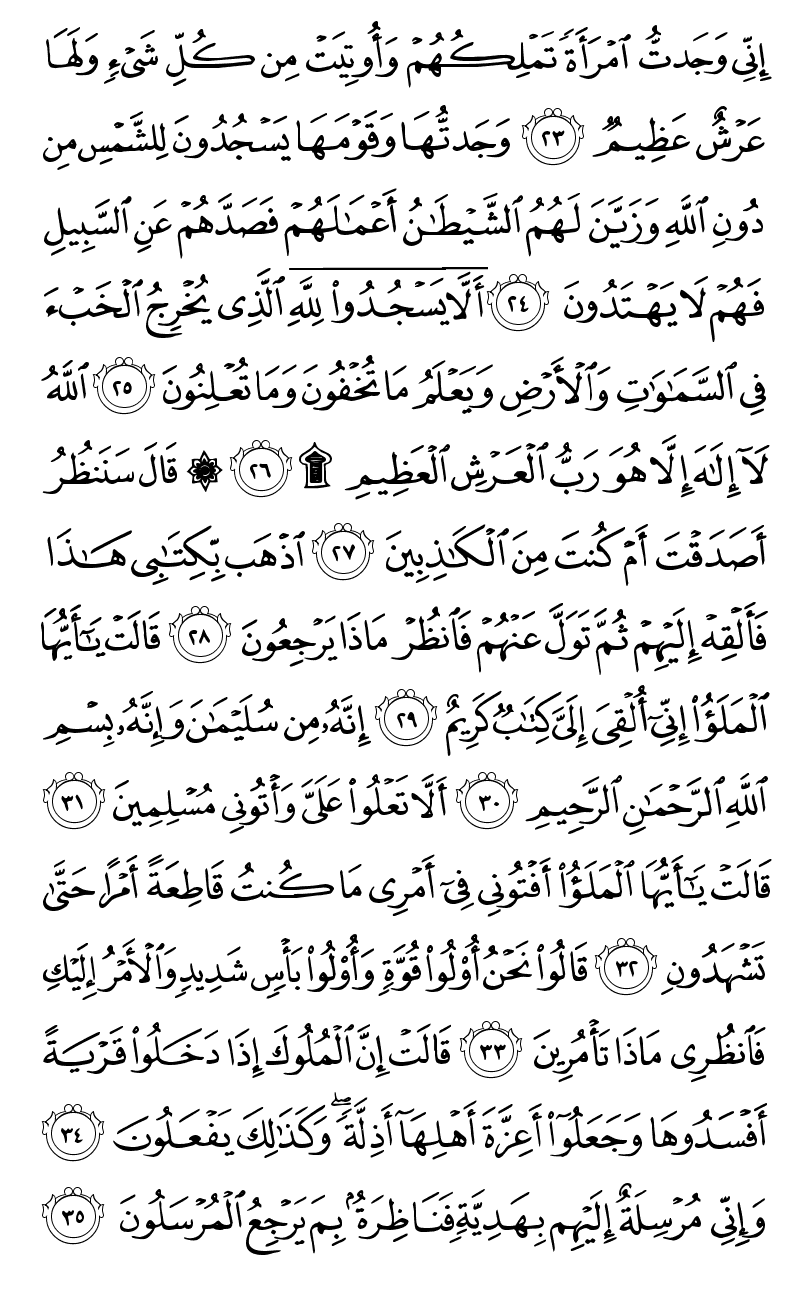 إِنِّي وَجَدتُّ ٱمۡرَأَةٗ تَمۡلِكُهُمۡ وَأُوتِيَتۡ مِن كُلِّ شَيۡءٖ وَلَهَا
عَرۡشٌ عَظِيمٞ ٢٣ وَجَدتُّهَا وَقَوۡمَهَا يَسۡجُدُونَ لِلشَّمۡسِ مِن
دُونِ ٱللَّهِ وَزَيَّنَ لَهُمُ ٱلشَّيۡطَٰنُ أَعۡمَٰلَهُمۡ فَصَدَّهُمۡ عَنِ ٱلسَّبِيلِ
فَهُمۡ لَا يَهۡتَدُونَ ٢٤ أَلَّاۤ يَسۡجُدُواْۤ لِلَّهِۤ ٱلَّذِي يُخۡرِجُ ٱلۡخَبۡءَ
فِي ٱلسَّمَٰوَٰتِ وَٱلۡأَرۡضِ وَيَعۡلَمُ مَا تُخۡفُونَ وَمَا تُعۡلِنُونَ ٢٥ ٱللَّهُ
لَآ إِلَٰهَ إِلَّا هُوَ رَبُّ ٱلۡعَرۡشِ ٱلۡعَظِيمِ ۩ ٢٦ ۞ قَالَ سَنَنظُرُ
أَصَدَقۡتَ أَمۡ كُنتَ مِنَ ٱلۡكَٰذِبِينَ ٢٧ ٱذۡهَب بِّكِتَٰبِي هَٰذَا
فَأَلۡقِهۡ إِلَيۡهِمۡ ثُمَّ تَوَلَّ عَنۡهُمۡ فَٱنظُرۡ مَاذَا يَرۡجِعُونَ ٢٨ قَالَتۡ يَٰٓأَيُّهَا
ٱلۡمَلَؤُاْ إِنِّيٓ أُلۡقِيَ إِلَيَّ كِتَٰبٞ كَرِيمٌ ٢٩ إِنَّهُۥ مِن سُلَيۡمَٰنَ وَإِنَّهُۥ بِسۡمِ
ٱللَّهِ ٱلرَّحۡمَٰنِ ٱلرَّحِيمِ ٣٠ أَلَّا تَعۡلُواْ عَلَيَّ وَأۡتُونِي مُسۡلِمِينَ ٣١
قَالَتۡ يَٰٓأَيُّهَا ٱلۡمَلَؤُاْ أَفۡتُونِي فِيٓ أَمۡرِي مَا كُنتُ قَاطِعَةً أَمۡرًا حَتَّىٰ
تَشۡهَدُونِ ٣٢ قَالُواْ نَحۡنُ أُوْلُواْ قُوَّةٖ وَأُوْلُواْ بَأۡسٖ شَدِيدٖ وَٱلۡأَمۡرُ إِلَيۡكِ
فَٱنظُرِي مَاذَا تَأۡمُرِينَ ٣٣ قَالَتۡ إِنَّ ٱلۡمُلُوكَ إِذَا دَخَلُواْ قَرۡيَةً
أَفۡسَدُوهَا وَجَعَلُوٓاْ أَعِزَّةَ أَهۡلِهَآ أَذِلَّةٗۚ وَكَذَٰلِكَ يَفۡعَلُونَ ٣٤
وَإِنِّي مُرۡسِلَةٌ إِلَيۡهِم بِهَدِيَّةٖ فَنَاظِرَةُۢ بِمَ يَرۡجِعُ ٱلۡمُرۡسَلُونَ ٣٥